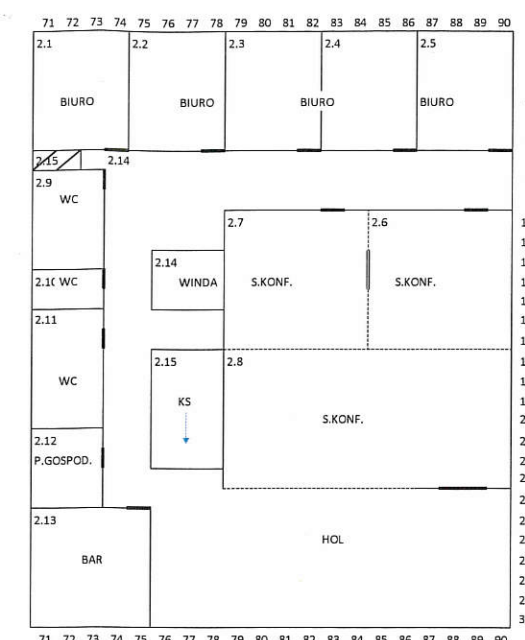 71 72 73 74 75 76 77 78 79 80 81 82 83 84 85 86 87 88 89 90
2.1 2.2 2.3 2.4 2.5
BIURO BIURO BIURO BIURO
2.15 2.14
2.9
WC
2.7 2.6
2.14
2.10 WC WINDA S.KONF. S.KONF.
2.11
2.15 2.8
WC KS
S.KONF.
2.12
P.GOSPOD.
2.13
HOL
BAR
71 72 73 74 75 76 77 78 79 80 81 82 83 84 85 86 87 88 89 90